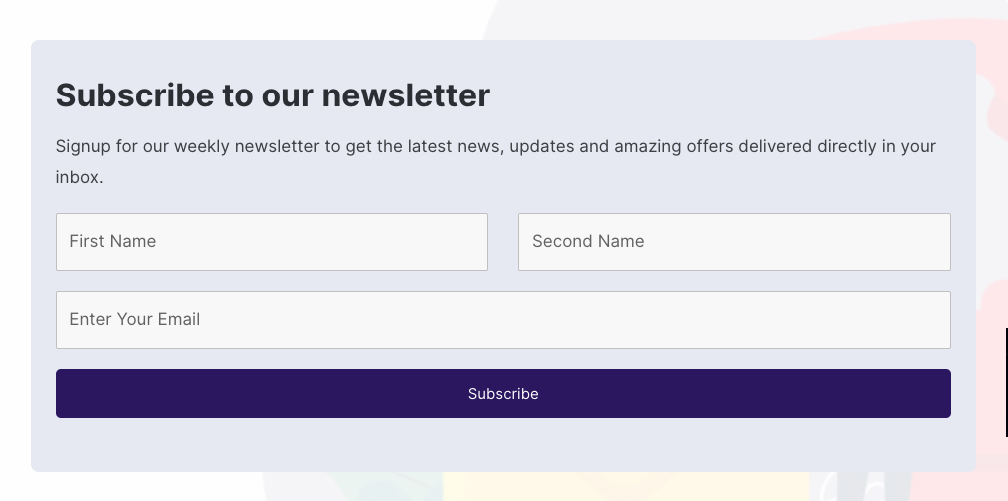 Subscribe to our newsletter
Signup for our weekly newsletter to get the latest news, updates and amazing offers delivered directly in your
inbox.
First Name
Second Name
Enter Your Email
Subscribe